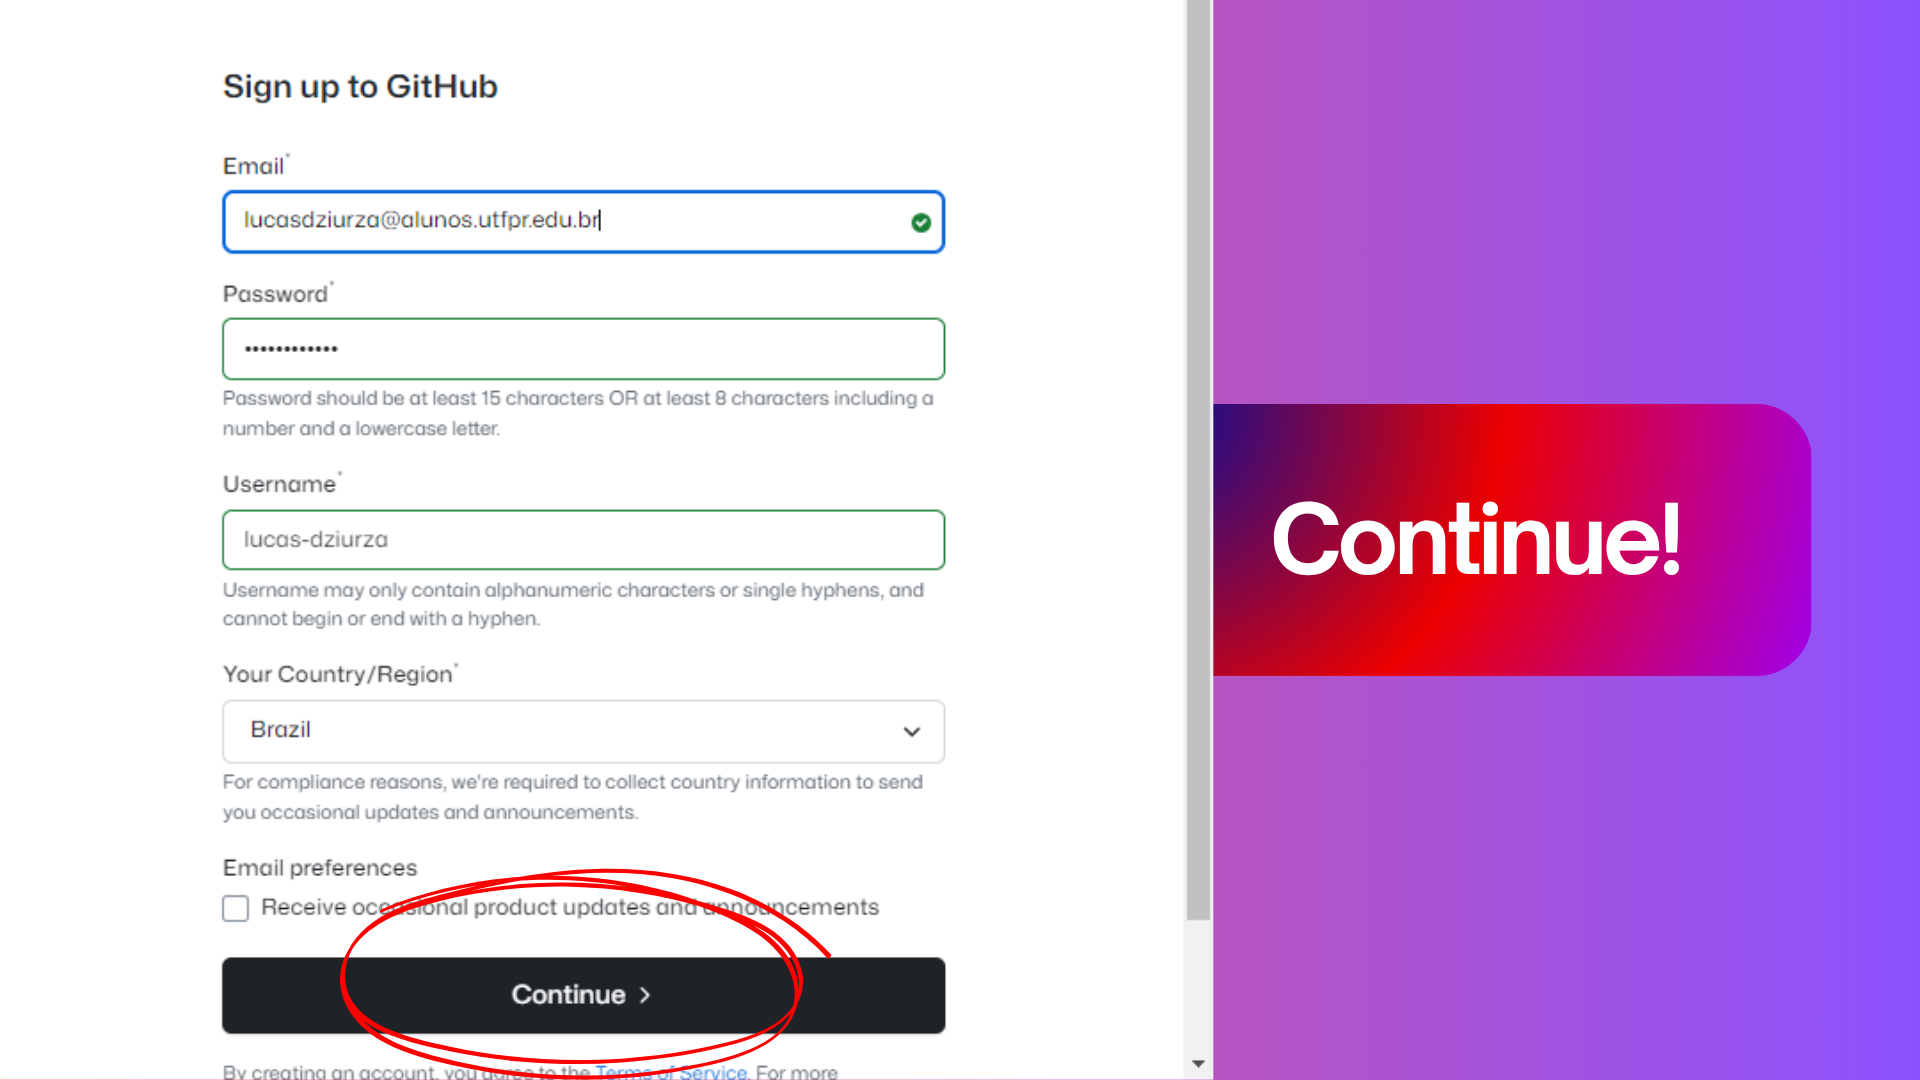 Sign up to GitHub
Email*
lucasdziurza@alunos.utfpr.edu.br
Password*
••••••••••••
Password should be at least 15 characters OR at least 8 characters including a
number and a lowercase letter.
Username*
lucas-dziurza
Username may only contain alphanumeric characters or single hyphens, and
cannot begin or end with a hyphen.
Your Country/Region*
Brazil
For compliance reasons, we're required to collect country information to send
you occasional updates and announcements.
Email preferences
Receive occasional product updates and announcements
Continue >
By creating an account, you agree to the Terms of Service. For more
Continue!